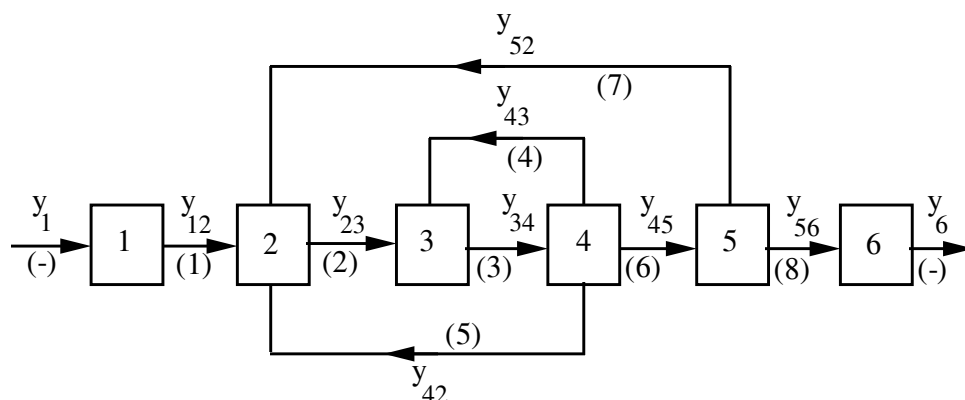 y52
(7)
y43
(4)
y1 y12 y23 y34 y45 y56 y6
1 2 3 4 5 6
(-) (1) (2) (3) (6) (8) (-)
(5)
y42